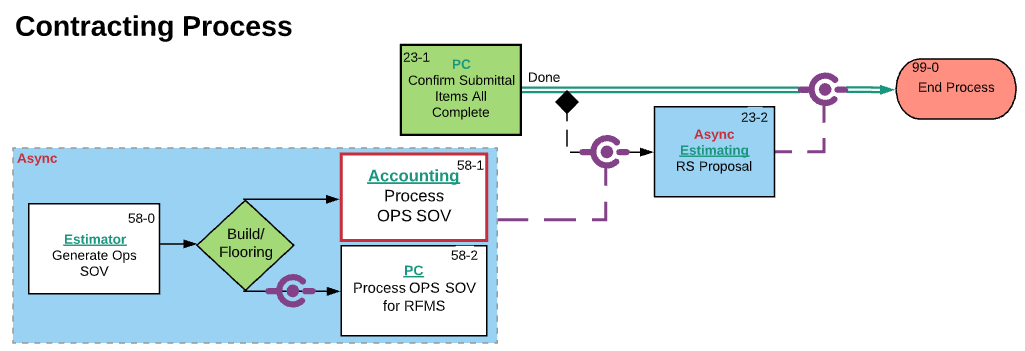 Contracting Process
23-1
PC
Confirm Submittal
Items All
Complete
Done
99-0
End Process
23-2
Async
Estimating
RS Proposal
Async
58-0
Estimator
Generate Ops
SOV
Build/
Flooring
58-1
Accounting
Process
OPS SOV
58-2
PC
Process OPS SOV
for RFMS